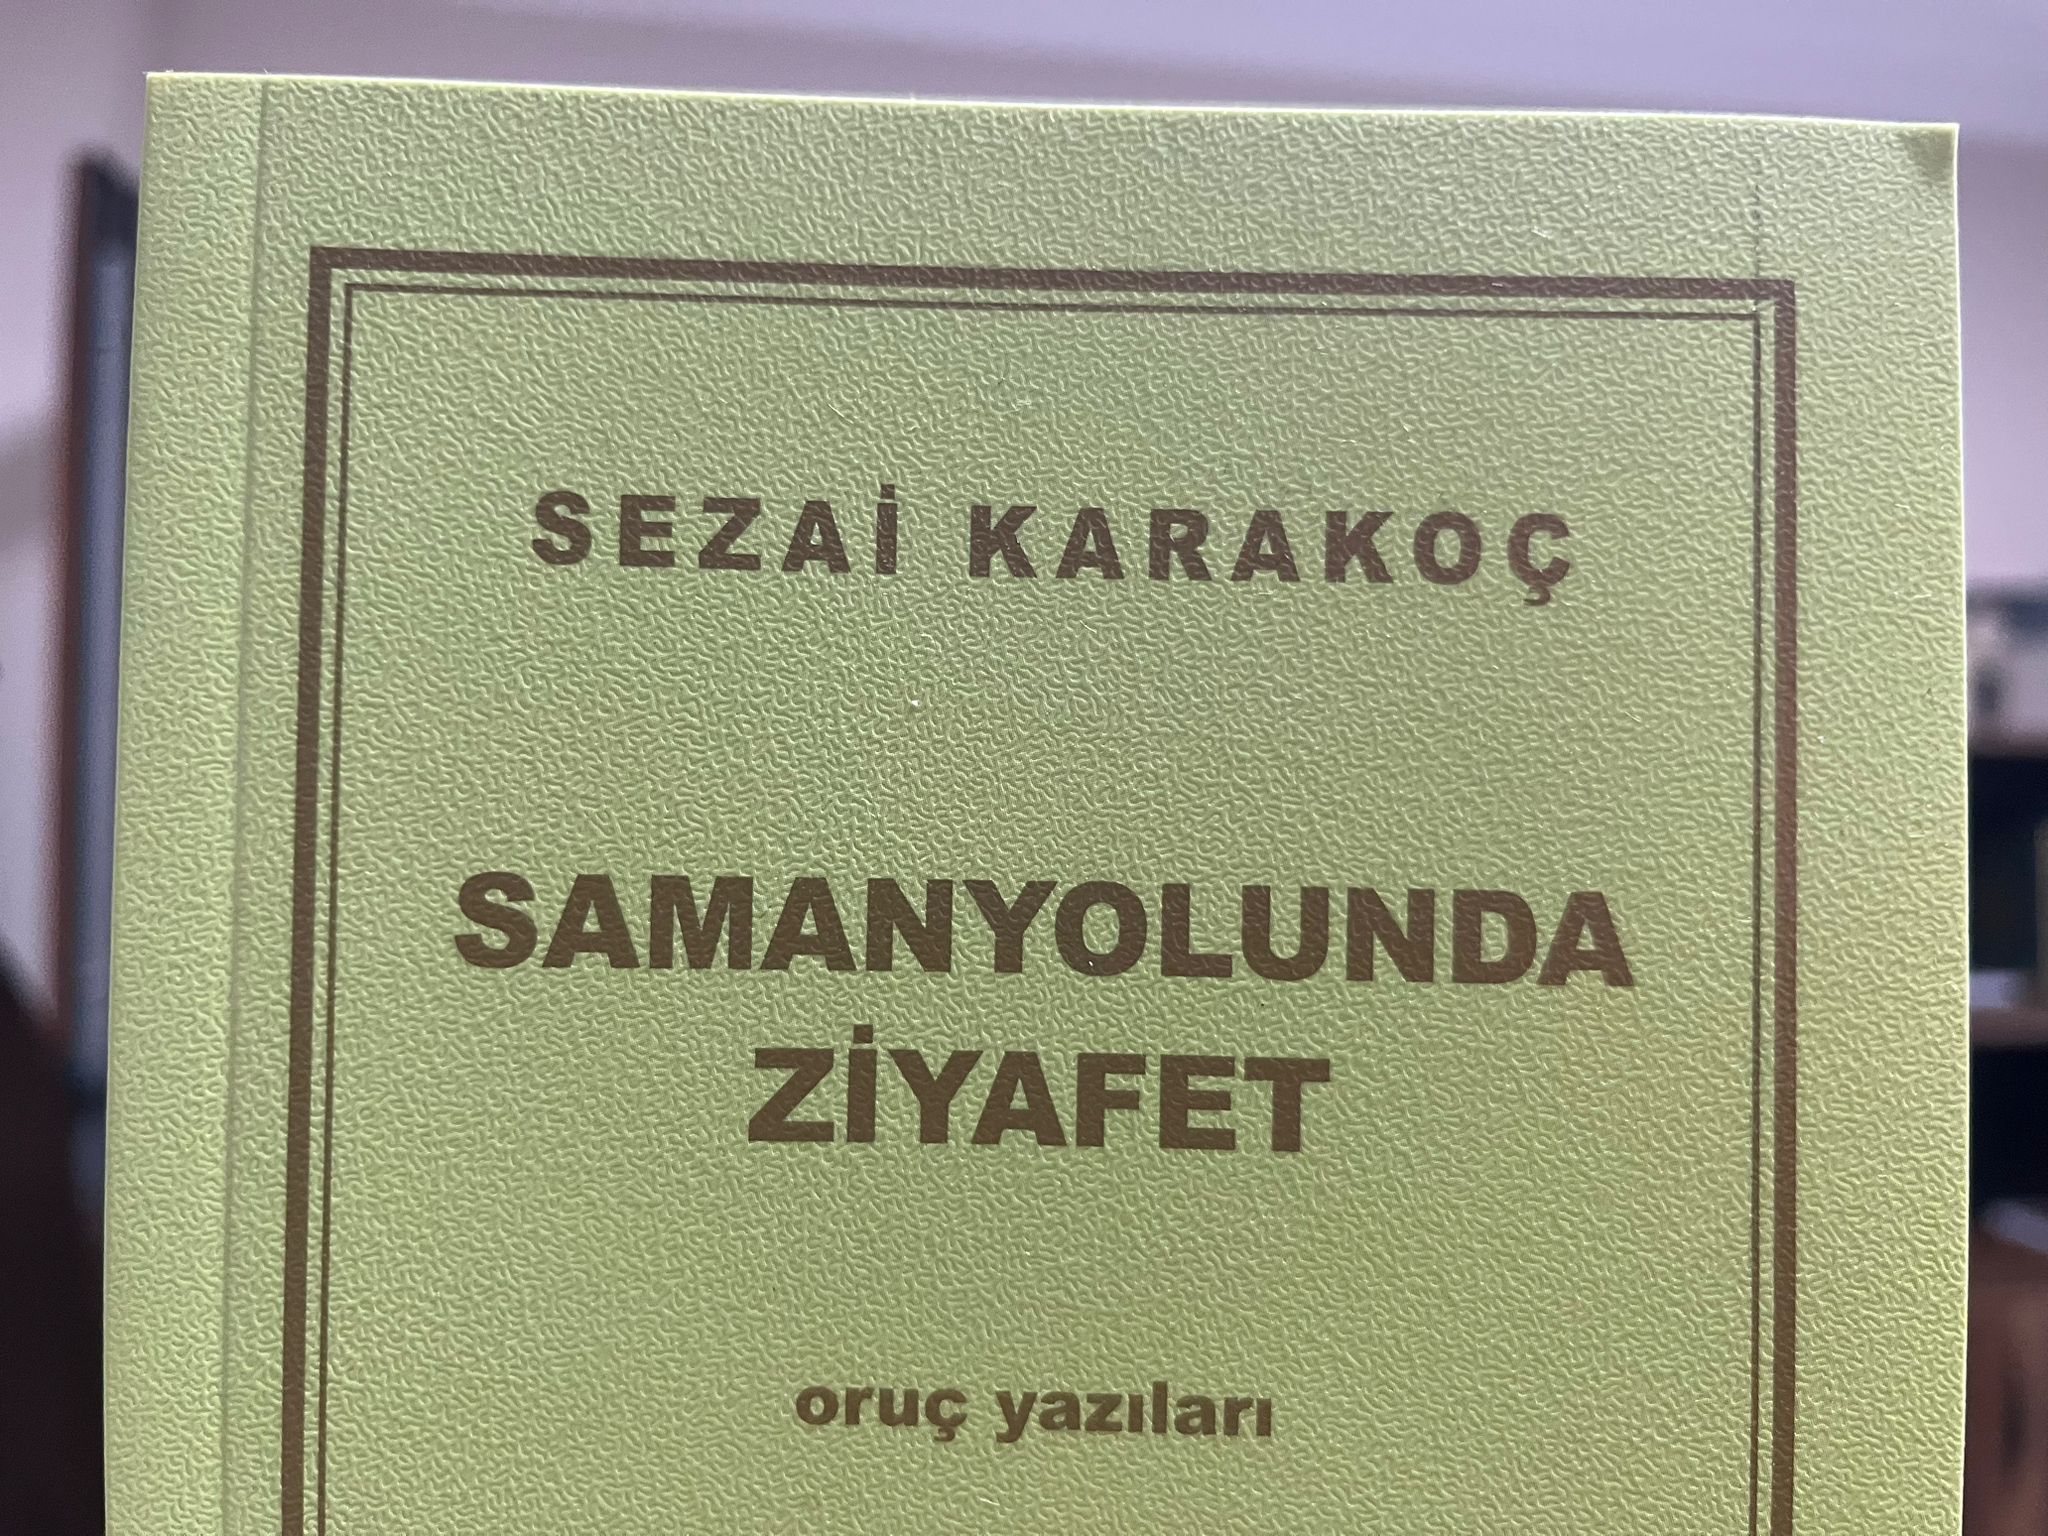 SEZAİ KARAKOÇ
SAMANYOLUNDA
ZİYAFET
oruç yazıları